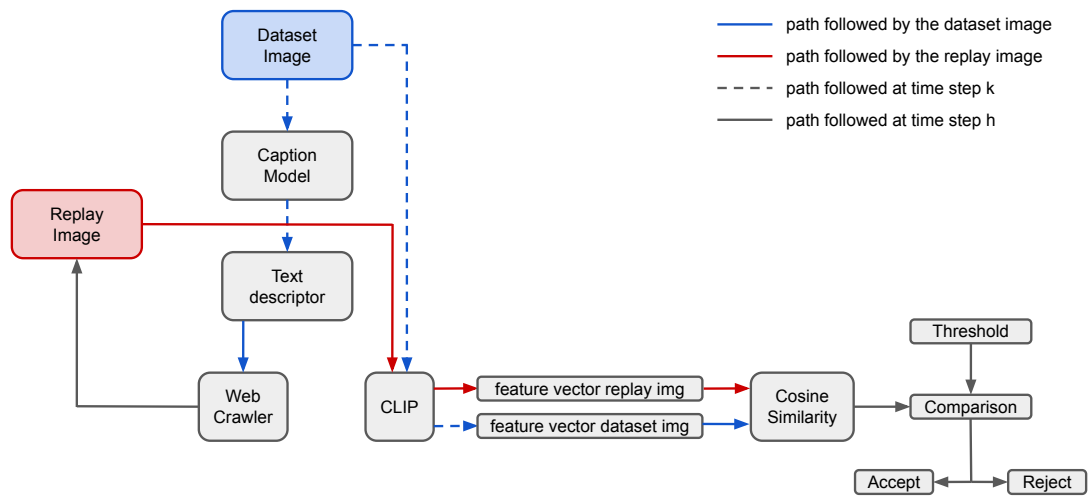 Dataset
Image
path followed by the dataset image
path followed by the replay image
path followed at time step k
path followed at time step h
Caption
Model
Replay
Image
Text
descriptor
Web
Crawler
CLIP
feature vector replay img
feature vector dataset img
Cosine
Similarity
Threshold
Comparison
Accept
Reject